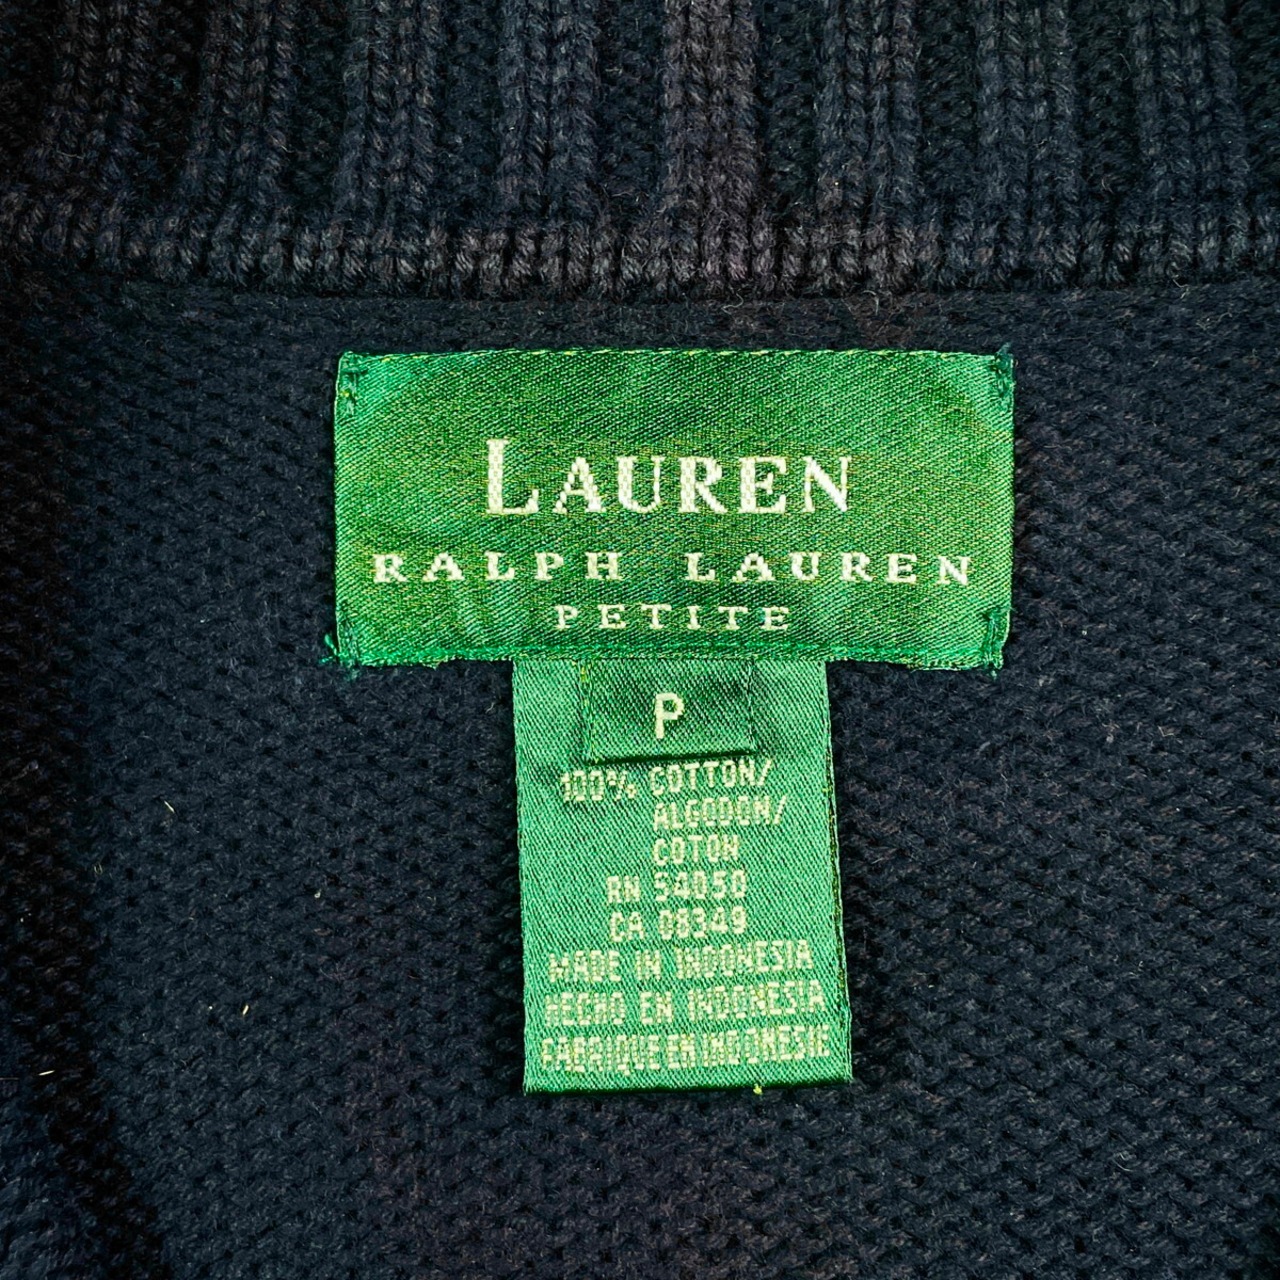 LAUREN
RALPH LAUREN
PETITE
P
100% COTTON/
ALGODON/
COTON
RN 54050
CA 08349
MADE IN INDONESIA
HECHO EN INDONESIA
FABRIQUE EN INDONESIE